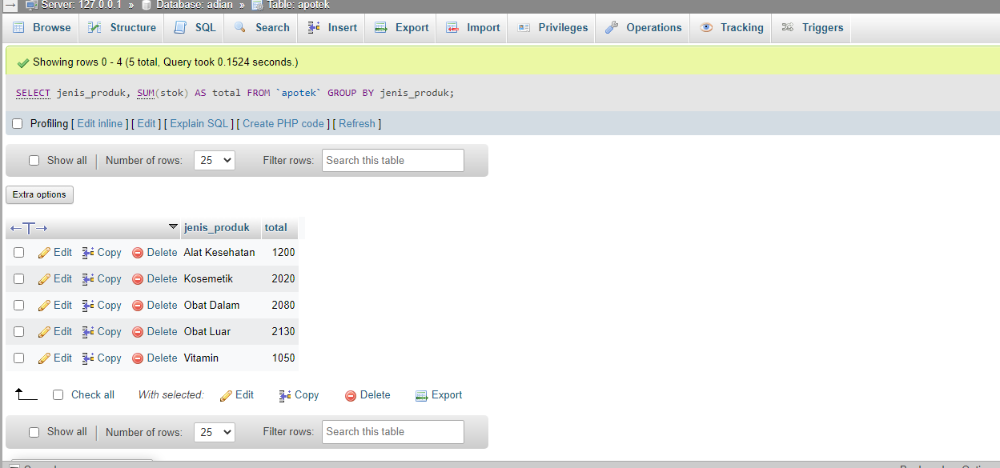 Server: 127.0.0.1 » Database: adian » Table: apotek
Browse Structure SQL Search Insert Export Import Privileges Operations Tracking Triggers
Showing rows 0 - 4 (5 total, Query took 0.1524 seconds.)
SELECT jenis_produk, SUM(stok) AS total FROM `apotek` GROUP BY jenis_produk;
Profiling [ Edit inline ] [ Edit ] [ Explain SQL ] [ Create PHP code ] [ Refresh ]
Show all Number of rows: 25 Filter rows: Search this table
Extra options
←T→ jenis_produk total
Edit Copy Delete Alat Kesehatan 1200
Edit Copy Delete Kosemetik 2020
Edit Copy Delete Obat Dalam 2080
Edit Copy Delete Obat Luar 2130
Edit Copy Delete Vitamin 1050
Check all With selected: Edit Copy Delete Export
Show all Number of rows: 25 Filter rows: Search this table